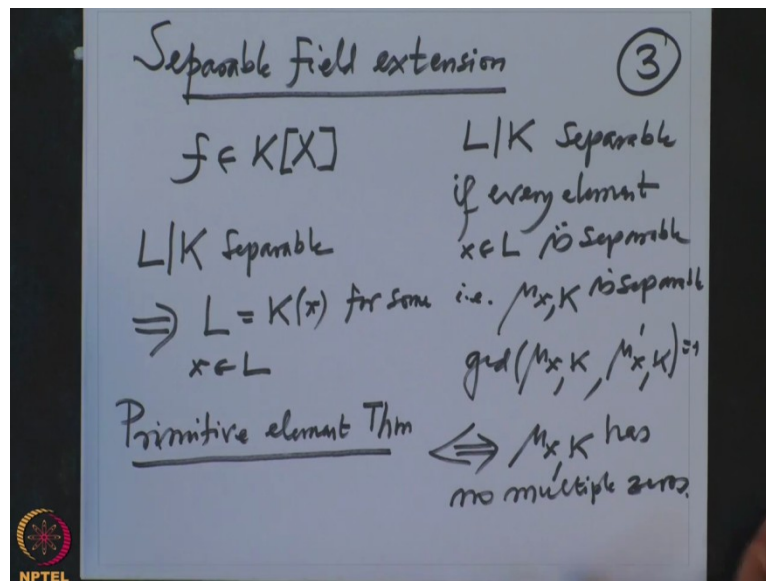 Separable field extension
3
f ∈ K[X]
L|K Separable
⇒ L = K(x) for some
x ∈ L
Primitive element Thm
L|K Separable
if every element
x ∈ L is Separable
i.e. μx,K is separable
gcd(μx,K, μ'x,K) = 1
⇔ μx,K has
no multiple zeros.
NPTEL